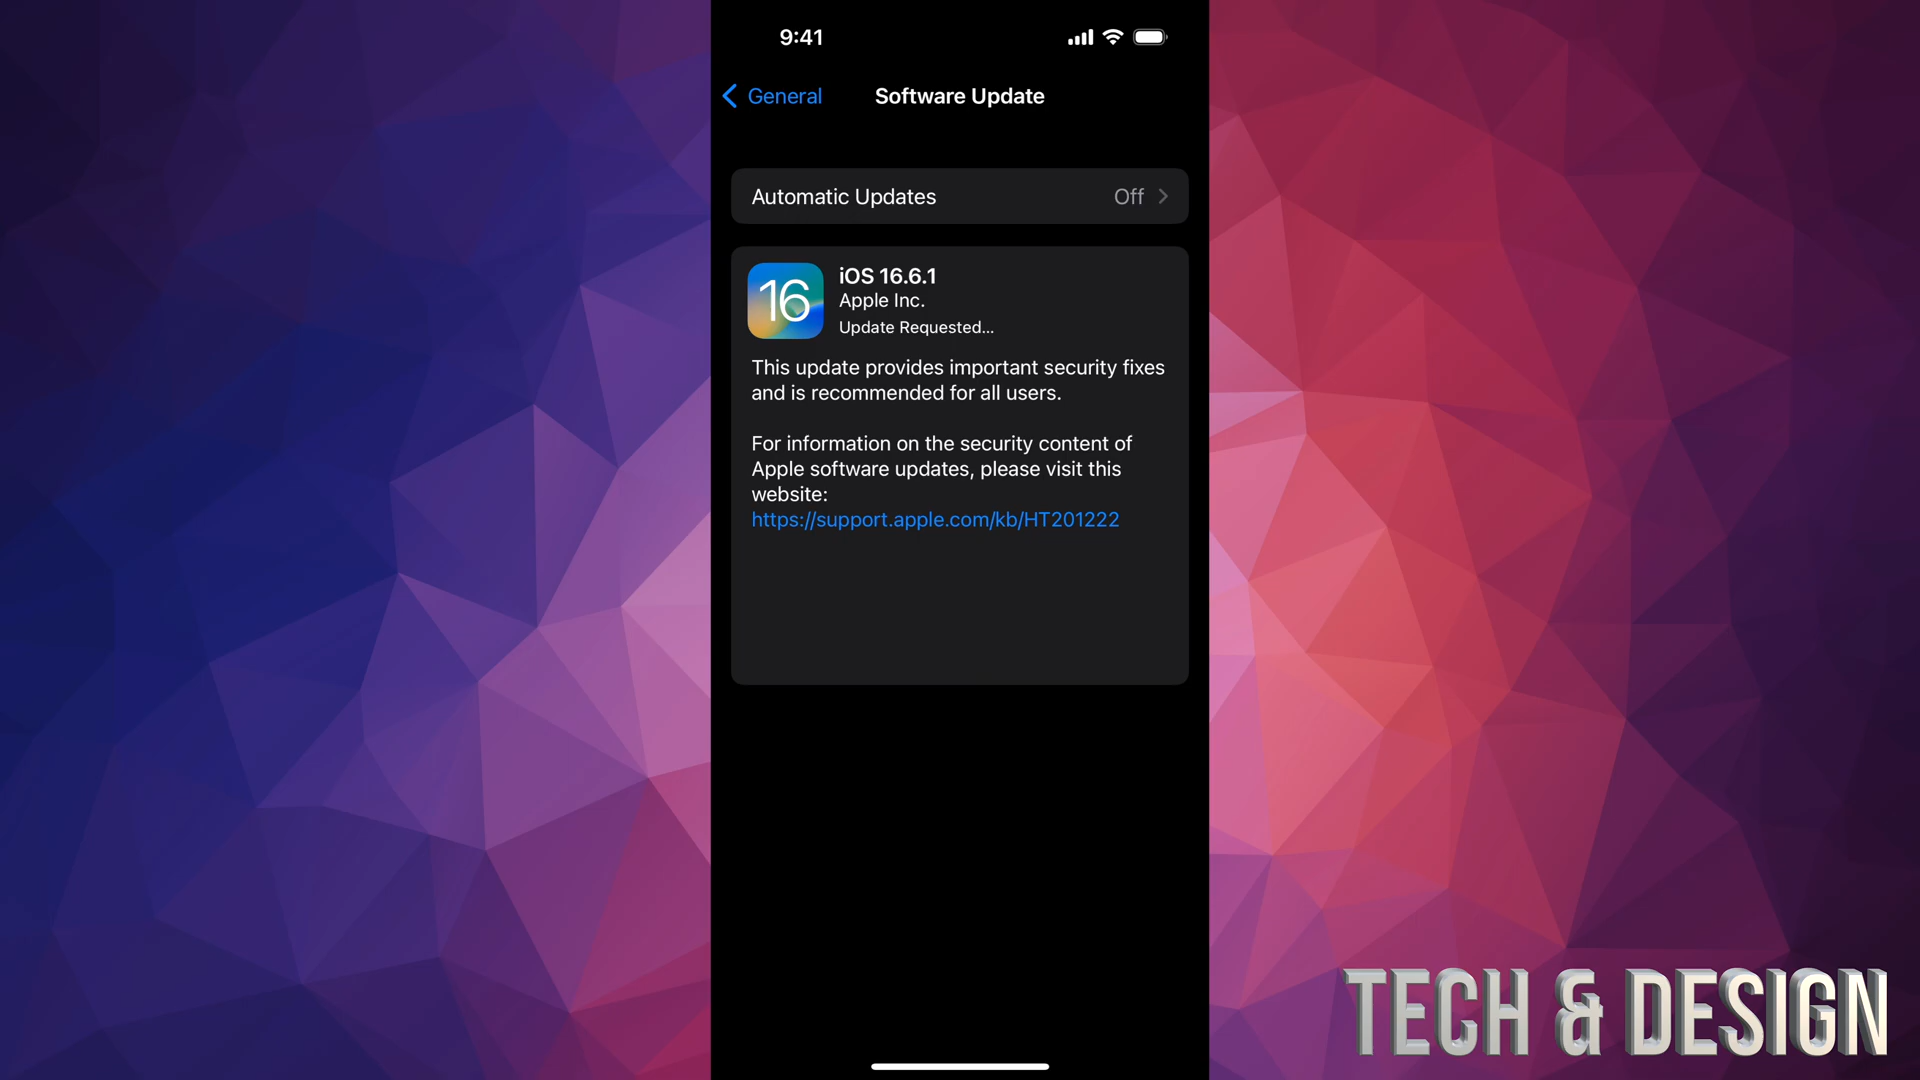 9:41
General
Software Update
Automatic Updates
Off
16
iOS 16.6.1
Apple Inc.
Update Requested...
This update provides important security fixes
and is recommended for all users.
For information on the security content of
Apple software updates, please visit this
website:
https://support.apple.com/kb/HT201222
TECH & DESIGN